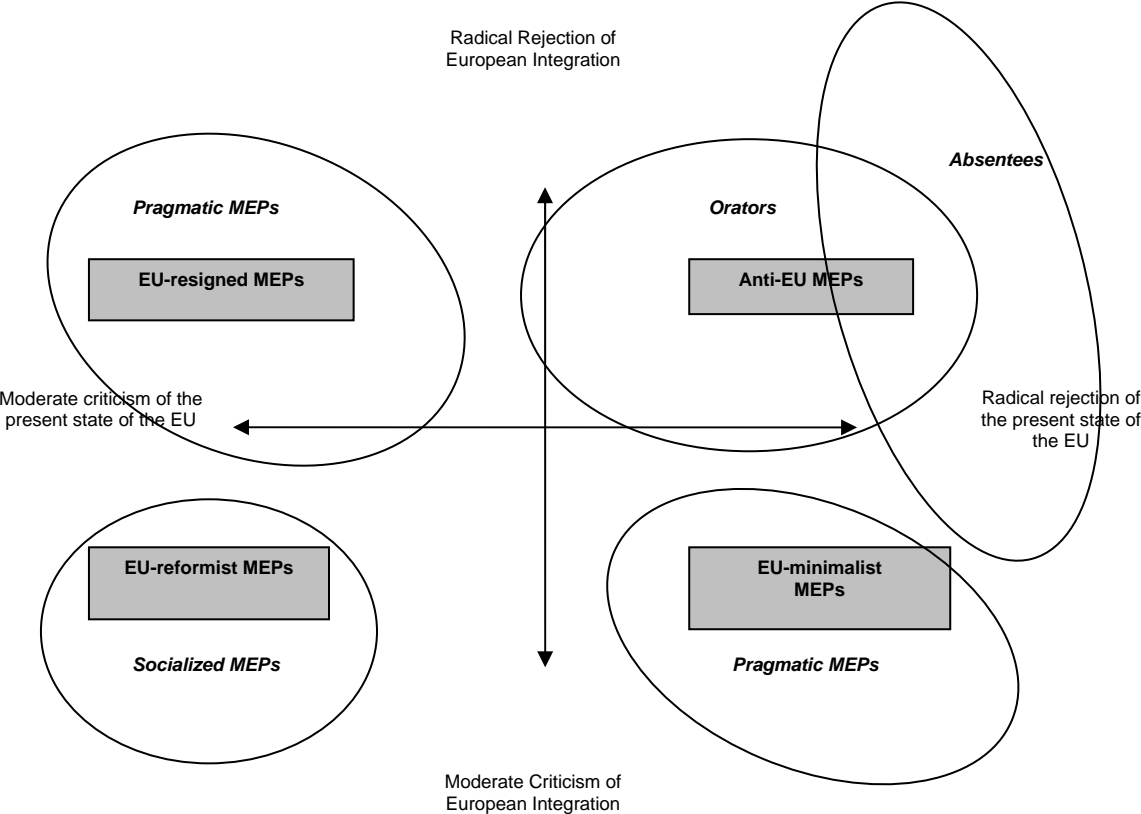 Radical Rejection of
European Integration
Absentees
Pragmatic MEPs
Orators
EU-resigned MEPs
Anti-EU MEPs
Moderate criticism of the
present state of the EU
Radical rejection of
the present state of
the EU
EU-reformist MEPs
EU-minimalist
MEPs
Socialized MEPs
Pragmatic MEPs
Moderate Criticism of
European Integration